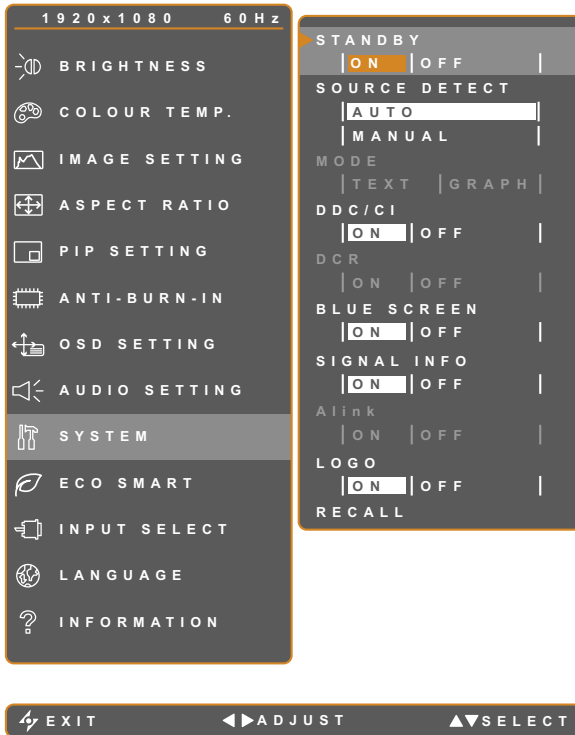 1920x1080 60Hz
BRIGHTNESS
COLOUR TEMP.
IMAGE SETTING
ASPECT RATIO
PIP SETTING
ANTI-BURN-IN
OSD SETTING
AUDIO SETTING
SYSTEM
ECO SMART
INPUT SELECT
LANGUAGE
INFORMATION
STANDBY
ON OFF
SOURCE DETECT
AUTO
MANUAL
MODE
TEXT GRAPH
DDC/CI
ON OFF
DCR
ON OFF
BLUE SCREEN
ON OFF
SIGNAL INFO
ON OFF
Alink
ON OFF
LOGO
ON OFF
RECALL
EXIT ADJUST SELECT